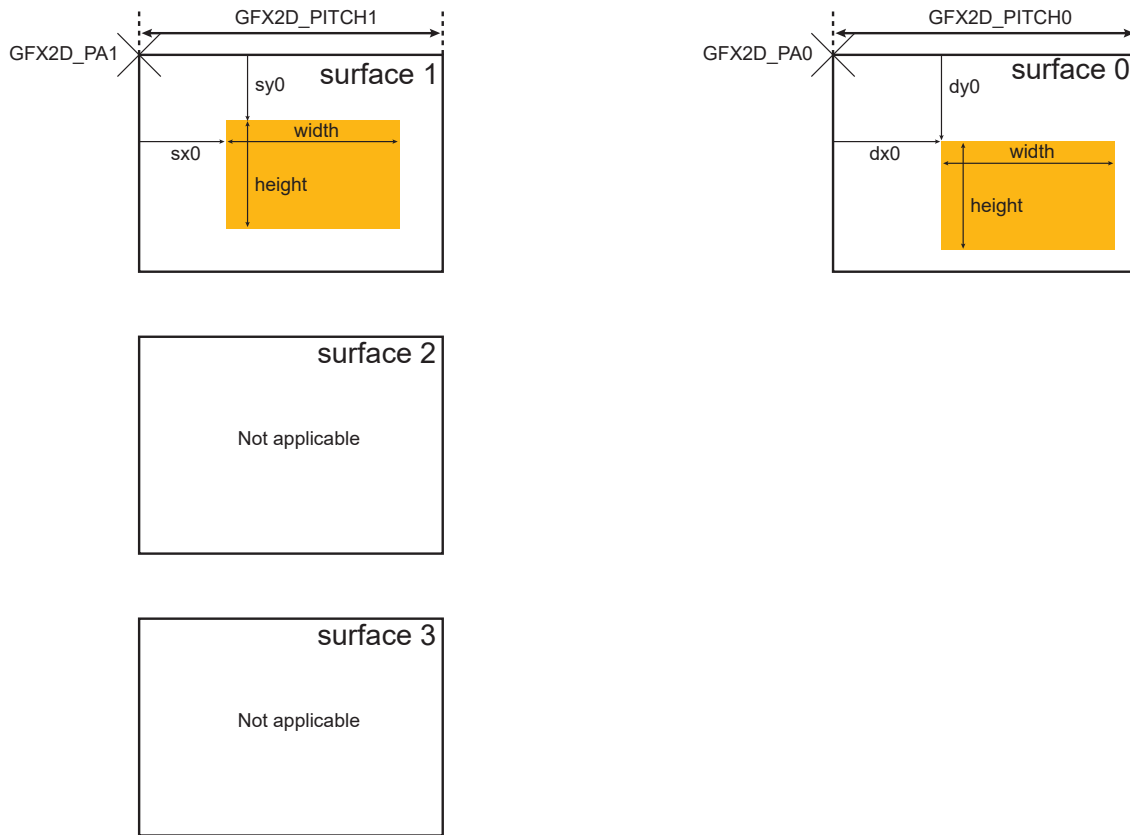 GFX2D_PITCH1
GFX2D_PITCH0
GFX2D_PA1
GFX2D_PA0
surface 1
surface 0
sy0
dy0
width
sx0
width
dx0
height
height
surface 2
Not applicable
surface 3
Not applicable